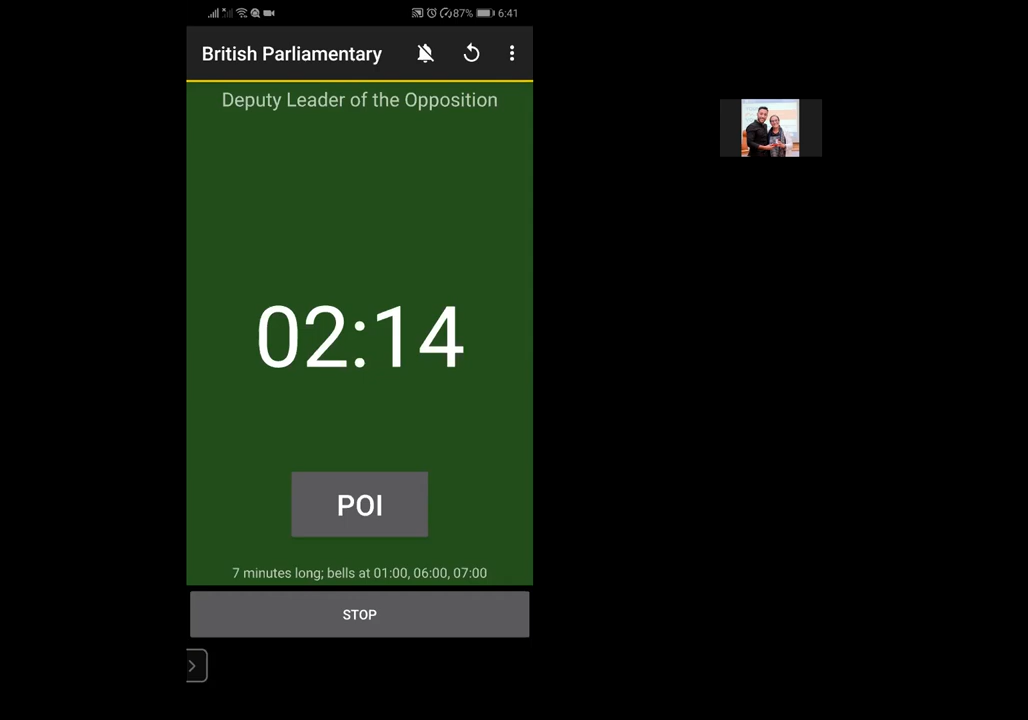 87% 6:41
British Parliamentary
Deputy Leader of the Opposition
02:14
POI
7 minutes long; bells at 01:00, 06:00, 07:00
STOP